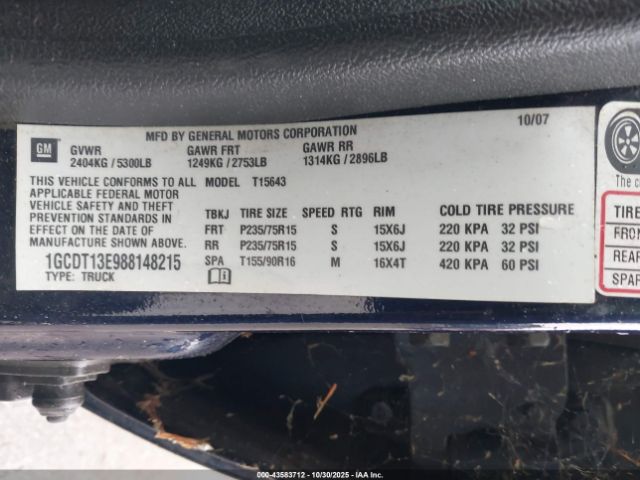 MFD BY GENERAL MOTORS CORPORATION 10/07
GM GVWR GAWR FRT GAWR RR
2404KG / 5300LB 1249KG / 2753LB 1314KG / 2896LB
THIS VEHICLE CONFORMS TO ALL MODEL T15643
APPLICABLE FEDERAL MOTOR
VEHICLE SAFETY AND THEFT
PREVENTION STANDARDS IN
EFFECT ON THE DATE OF
MANUFACTURE SHOWN ABOVE.
1GCDT13E988148215
TYPE: TRUCK
TBKJ TIRE SIZE SPEED RTG RIM COLD TIRE PRESSURE
FRT P235/75R15 S 15X6J 220 KPA 32 PSI
RR P235/75R15 S 15X6J 220 KPA 32 PSI
SPA T155/90R16 M 16X4T 420 KPA 60 PSI
The c
TIRE
FRON
REAR
SPAR
000-43583712 - 10/30/2025 - IAA Inc.